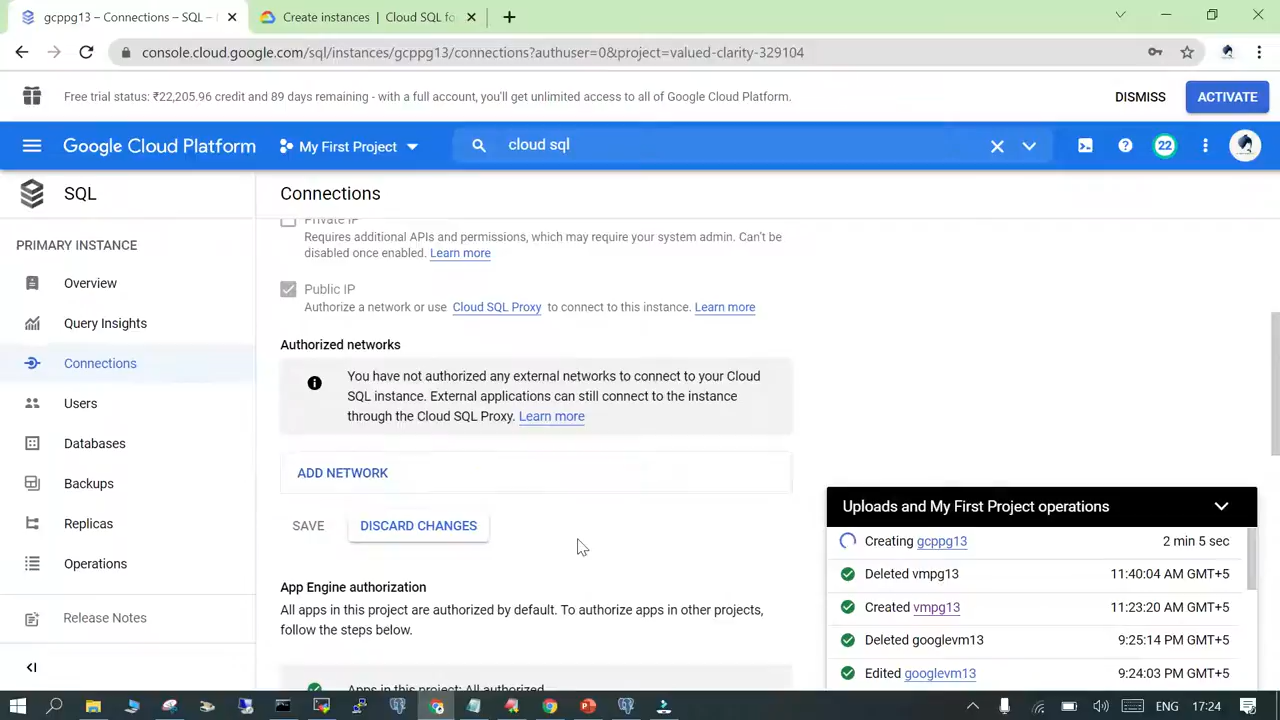 gcppg13 – Connections – SQL –
Create instances | Cloud SQL fo
console.cloud.google.com/sql/instances/gcppg13/connections?authuser=0&project=valued-clarity-329104
Free trial status: ₹22,205.96 credit and 89 days remaining - with a full account, you'll get unlimited access to all of Google Cloud Platform.
DISMISS
ACTIVATE
Google Cloud Platform
My First Project
cloud sql
22
SQL
Connections
PRIMARY INSTANCE
Overview
Query Insights
Connections
Users
Databases
Backups
Replicas
Operations
Release Notes
Private IP
Requires additional APIs and permissions, which may require your system admin. Can't be
disabled once enabled. Learn more
Public IP
Authorize a network or use Cloud SQL Proxy to connect to this instance. Learn more
Authorized networks
You have not authorized any external networks to connect to your Cloud
SQL instance. External applications can still connect to the instance
through the Cloud SQL Proxy. Learn more
ADD NETWORK
SAVE
DISCARD CHANGES
App Engine authorization
All apps in this project are authorized by default. To authorize apps in other projects,
follow the steps below.
Apps in this project: All authorized.
Uploads and My First Project operations
Creating gcppg13 2 min 5 sec
Deleted vmpg13 11:40:04 AM GMT+5
Created vmpg13 11:23:20 AM GMT+5
Deleted googlevm13 9:25:14 PM GMT+5
Edited googlevm13 9:24:03 PM GMT+5
ENG
17:24